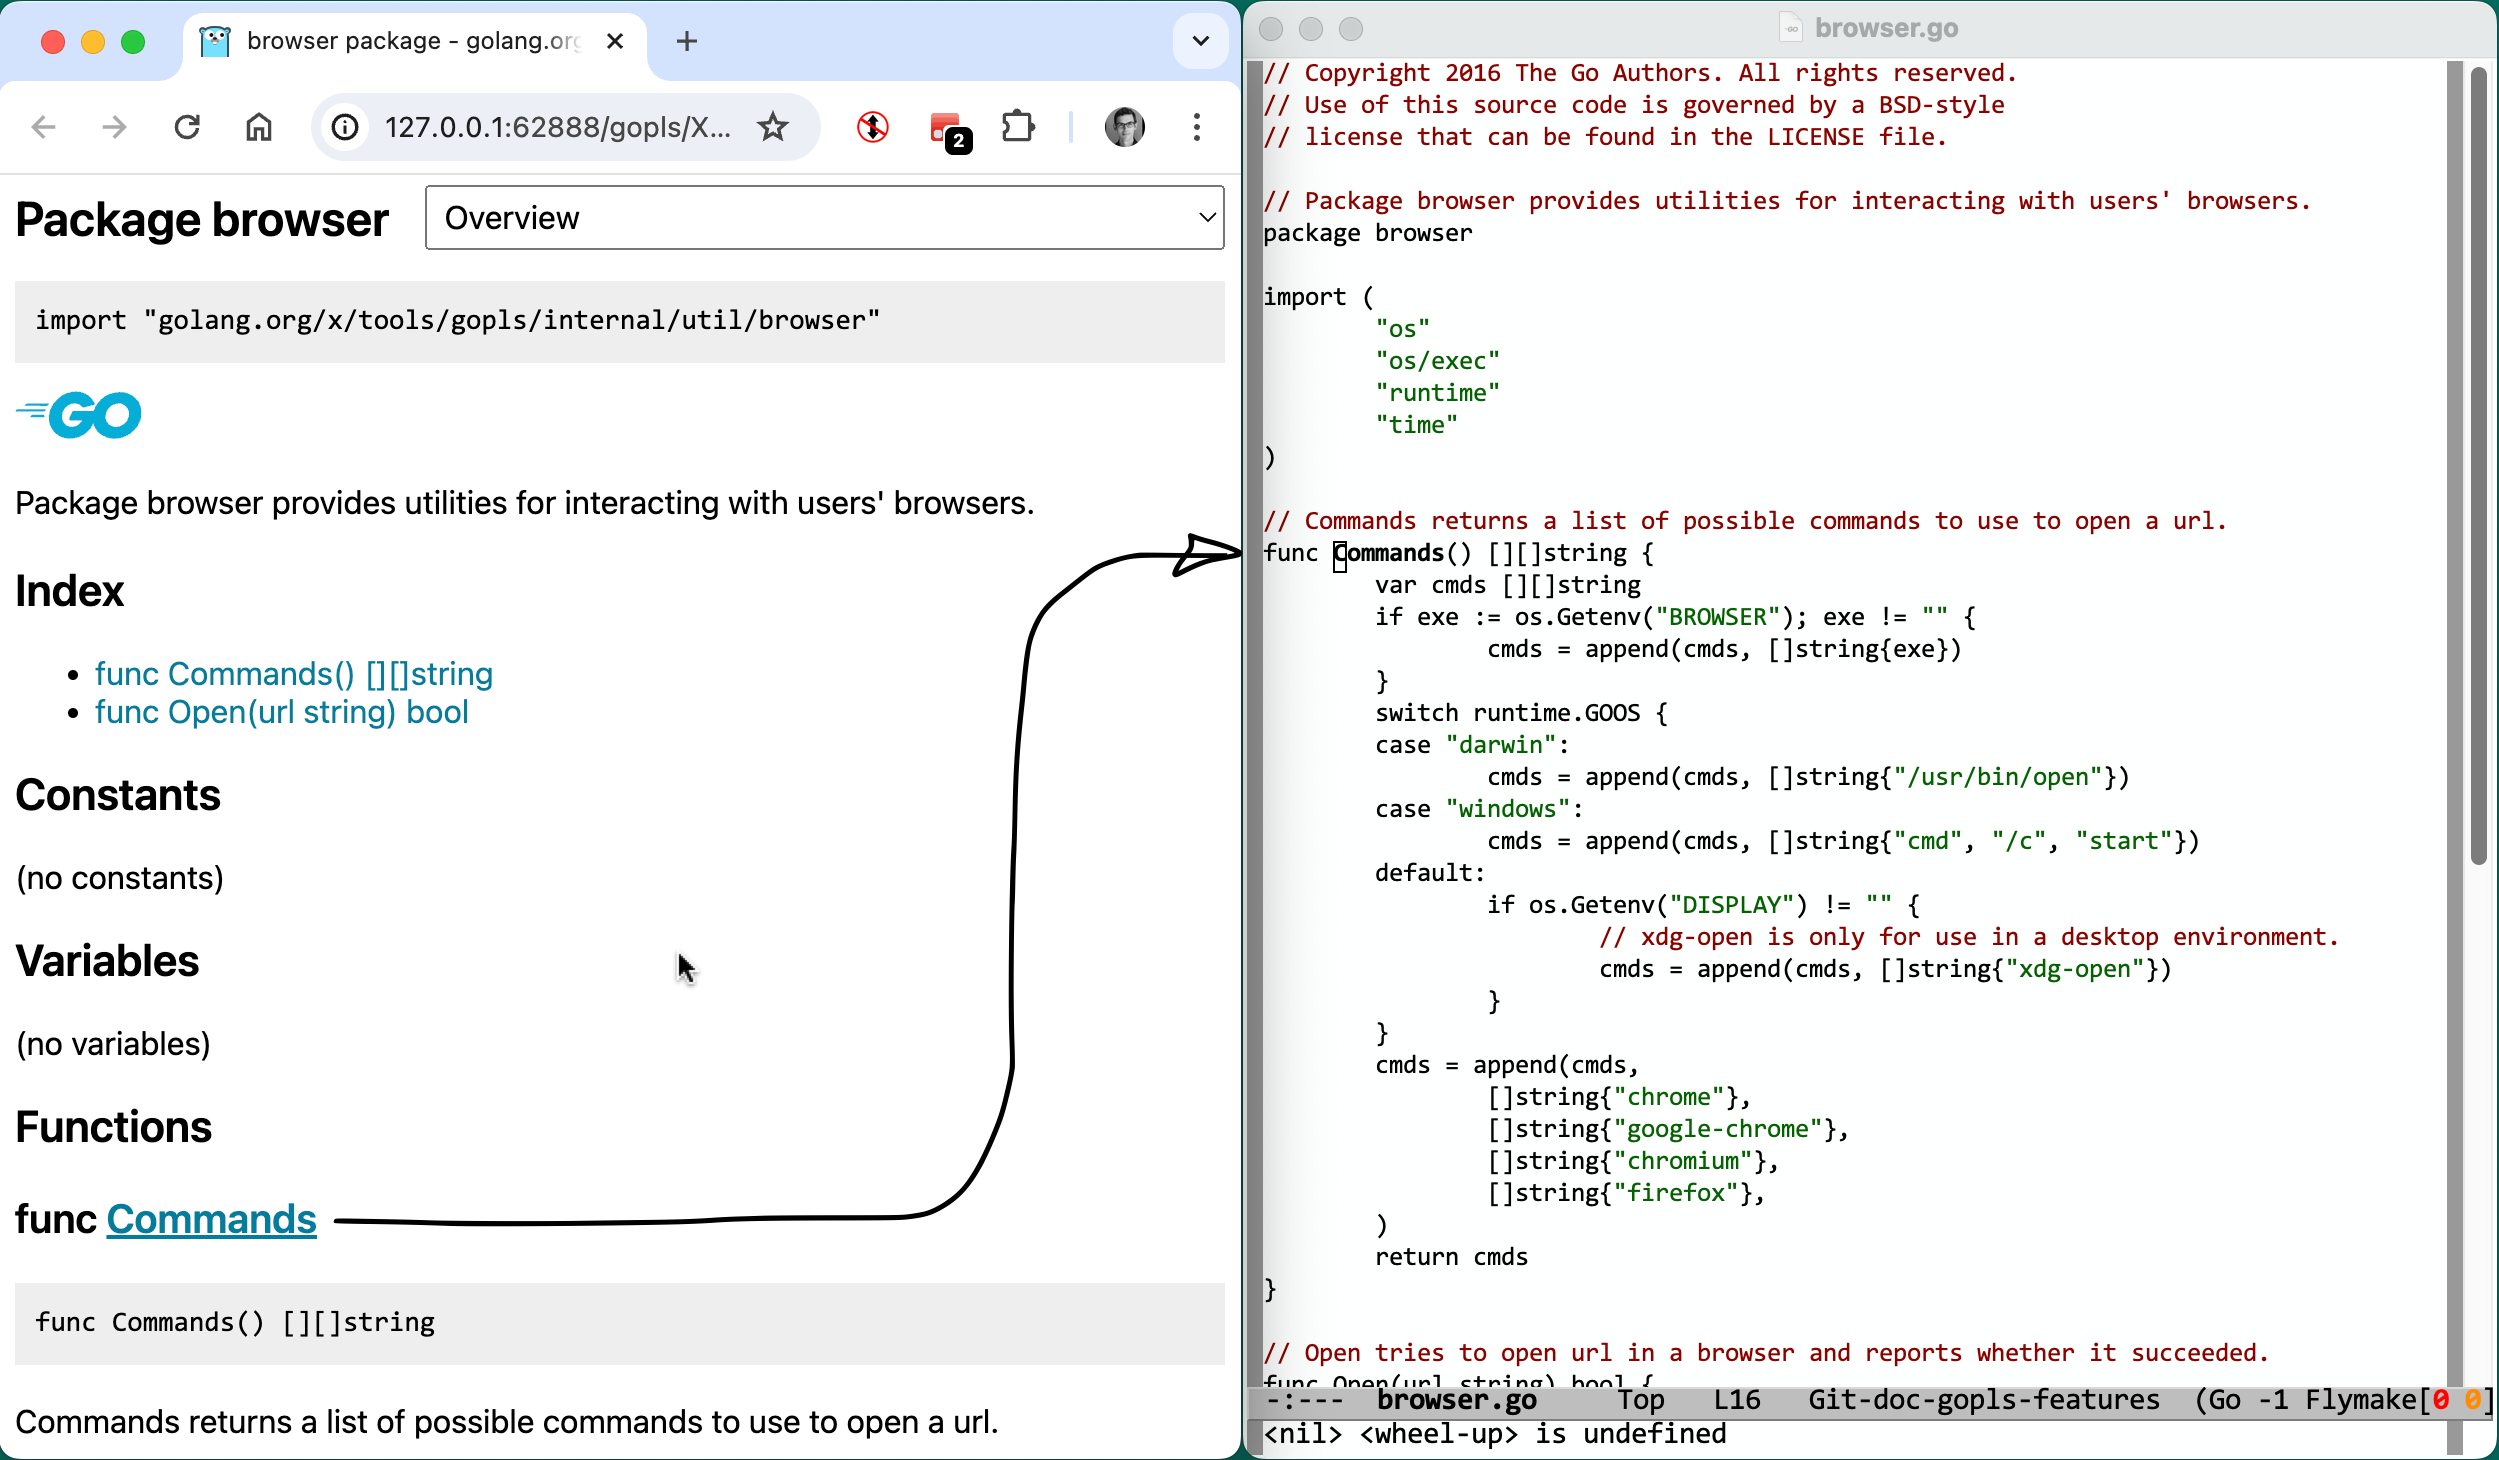 browser package - golang.org
127.0.0.1:62888/gopls/X...
2
Package browser
Overview
import "golang.org/x/tools/gopls/internal/util/browser"
GO
Package browser provides utilities for interacting with users' browsers.
Index
func Commands() [][]string
func Open(url string) bool
Constants
(no constants)
Variables
(no variables)
Functions
func Commands
func Commands() [][]string
Commands returns a list of possible commands to use to open a url.
browser.go
// Copyright 2016 The Go Authors. All rights reserved.
// Use of this source code is governed by a BSD-style
// license that can be found in the LICENSE file.
// Package browser provides utilities for interacting with users' browsers.
package browser
import (
"os"
"os/exec"
"runtime"
"time"
)
// Commands returns a list of possible commands to use to open a url.
func Commands() [][]string {
var cmds [][]string
if exe := os.Getenv("BROWSER"); exe != "" {
cmds = append(cmds, []string{exe})
}
switch runtime.GOOS {
case "darwin":
cmds = append(cmds, []string{"/usr/bin/open"})
case "windows":
cmds = append(cmds, []string{"cmd", "/c", "start"})
default:
if os.Getenv("DISPLAY") != "" {
// xdg-open is only for use in a desktop environment.
cmds = append(cmds, []string{"xdg-open"})
}
}
cmds = append(cmds,
[]string{"chrome"},
[]string{"google-chrome"},
[]string{"chromium"},
[]string{"firefox"},
)
return cmds
}
// Open tries to open url in a browser and reports whether it succeeded.
func Open(url string) bool {
-:--- browser.go Top L16 Git-doc-gopls-features (Go -1 Flymake[0 0]
<nil> <wheel-up> is undefined